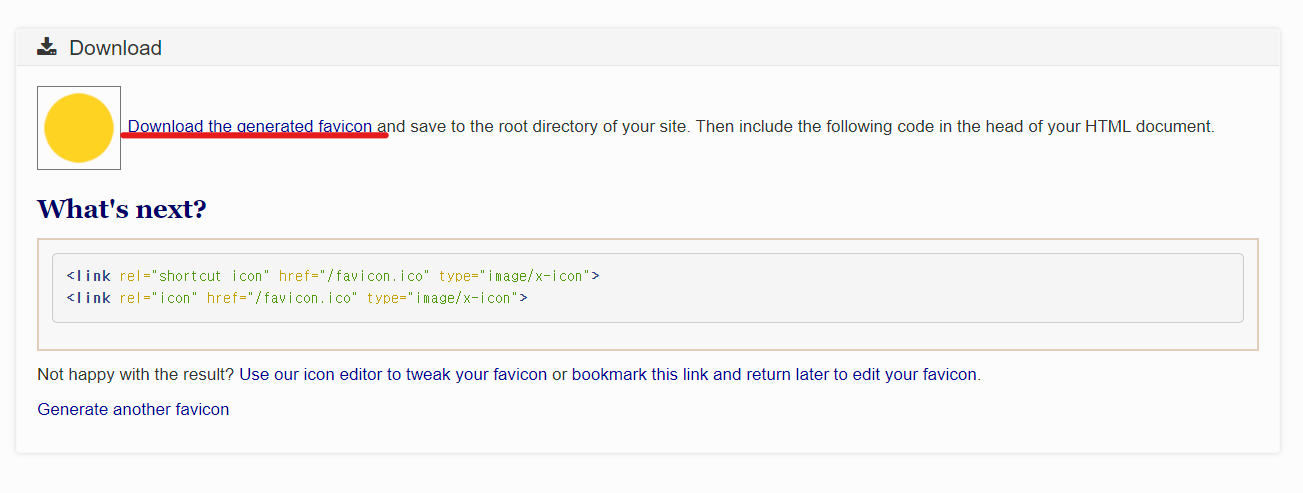 Download
Download the generated favicon and save to the root directory of your site. Then include the following code in the head of your HTML document.
What's next?
<link rel="shortcut icon" href="/favicon.ico" type="image/x-icon">
<link rel="icon" href="/favicon.ico" type="image/x-icon">
Not happy with the result? Use our icon editor to tweak your favicon or bookmark this link and return later to edit your favicon.
Generate another favicon